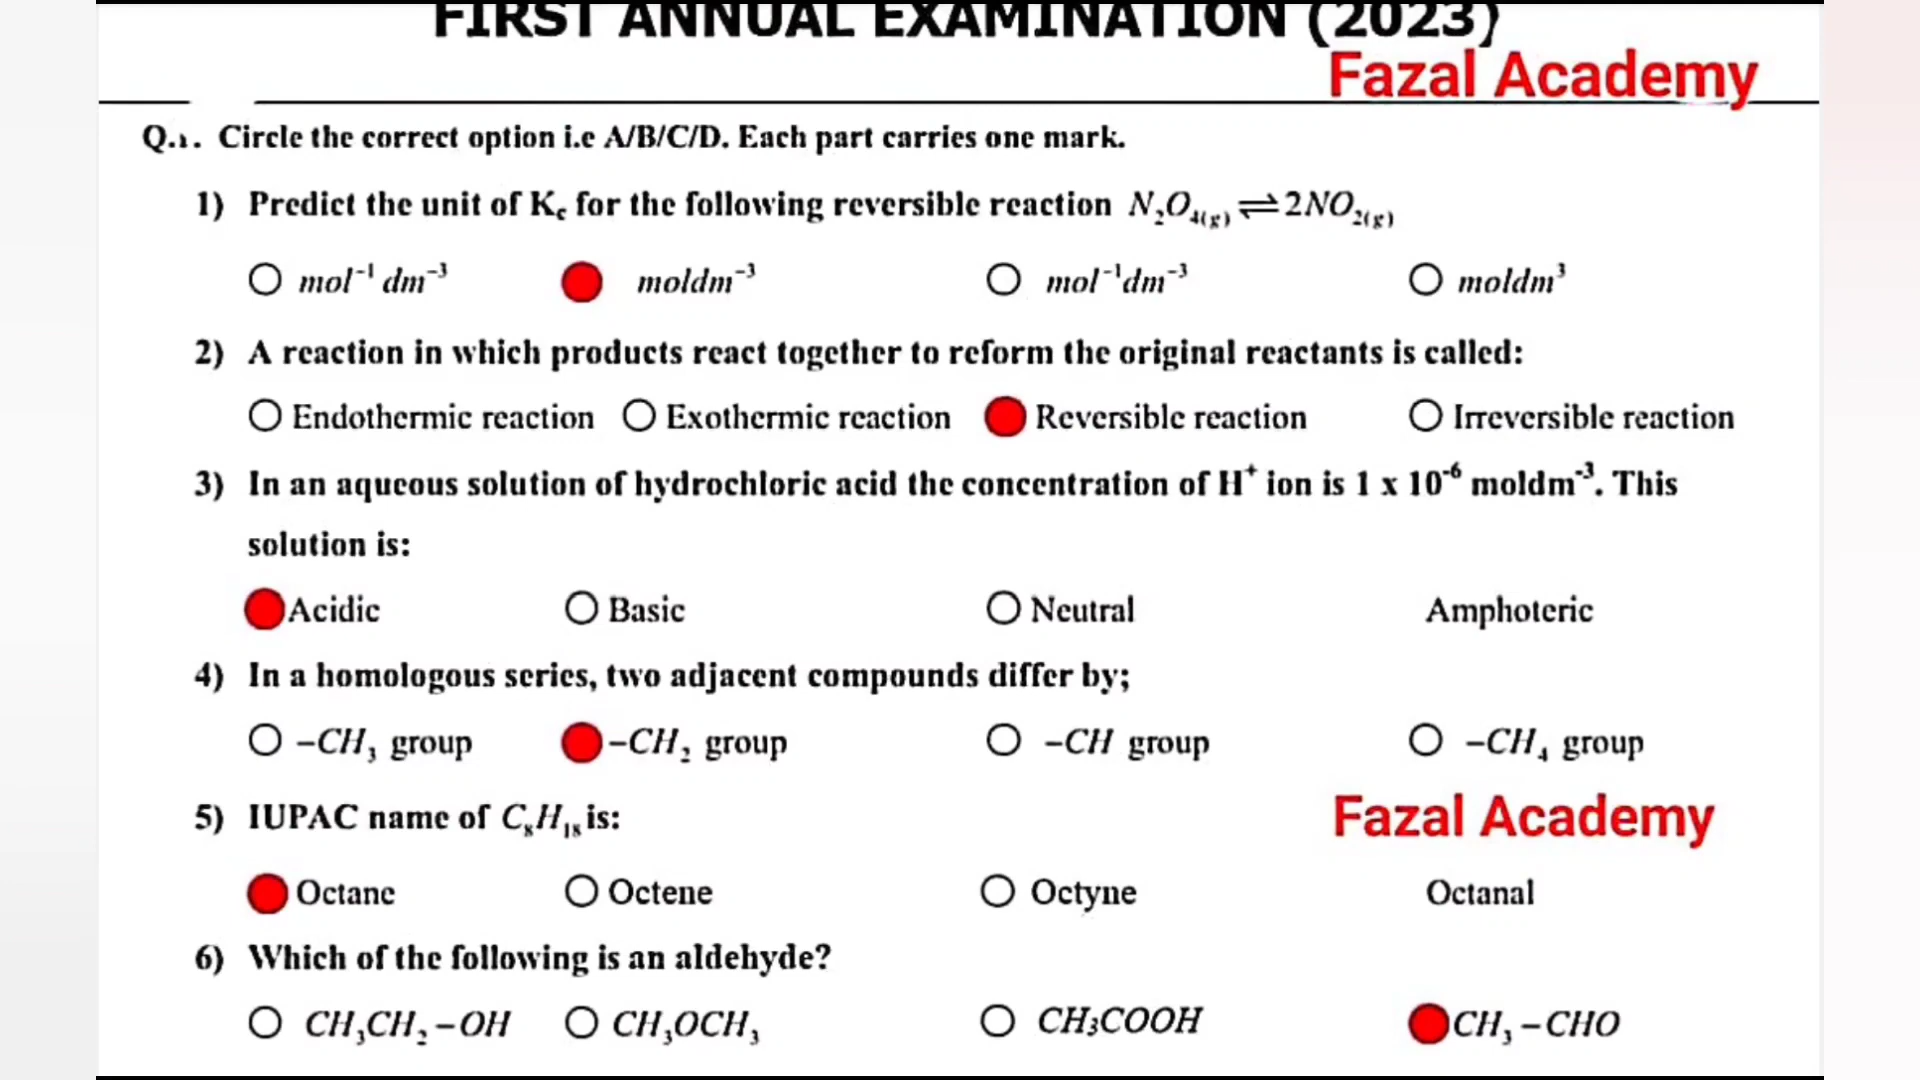 FIRST ANNUAL EXAMINATION (2023)
Fazal Academy
Q.1. Circle the correct option i.e A/B/C/D. Each part carries one mark.
1) Predict the unit of K꜀ for the following reversible reaction N₂O₄₍g₎ ⇌ 2NO₂₍g₎
mol⁻¹ dm⁻³ moldm⁻³ mol⁻¹dm⁻³ moldm³
2) A reaction in which products react together to reform the original reactants is called:
Endothermic reaction Exothermic reaction Reversible reaction Irreversible reaction
3) In an aqueous solution of hydrochloric acid the concentration of H⁺ ion is 1 x 10⁻⁶ moldm⁻³. This
solution is:
Acidic Basic Neutral Amphoteric
4) In a homologous series, two adjacent compounds differ by;
–CH₃ group –CH₂ group –CH group –CH₄ group
5) IUPAC name of C₈H₁₈ is:
Fazal Academy
Octane Octene Octyne Octanal
6) Which of the following is an aldehyde?
CH₃CH₂–OH CH₃OCH₃ CH₃COOH CH₃–CHO